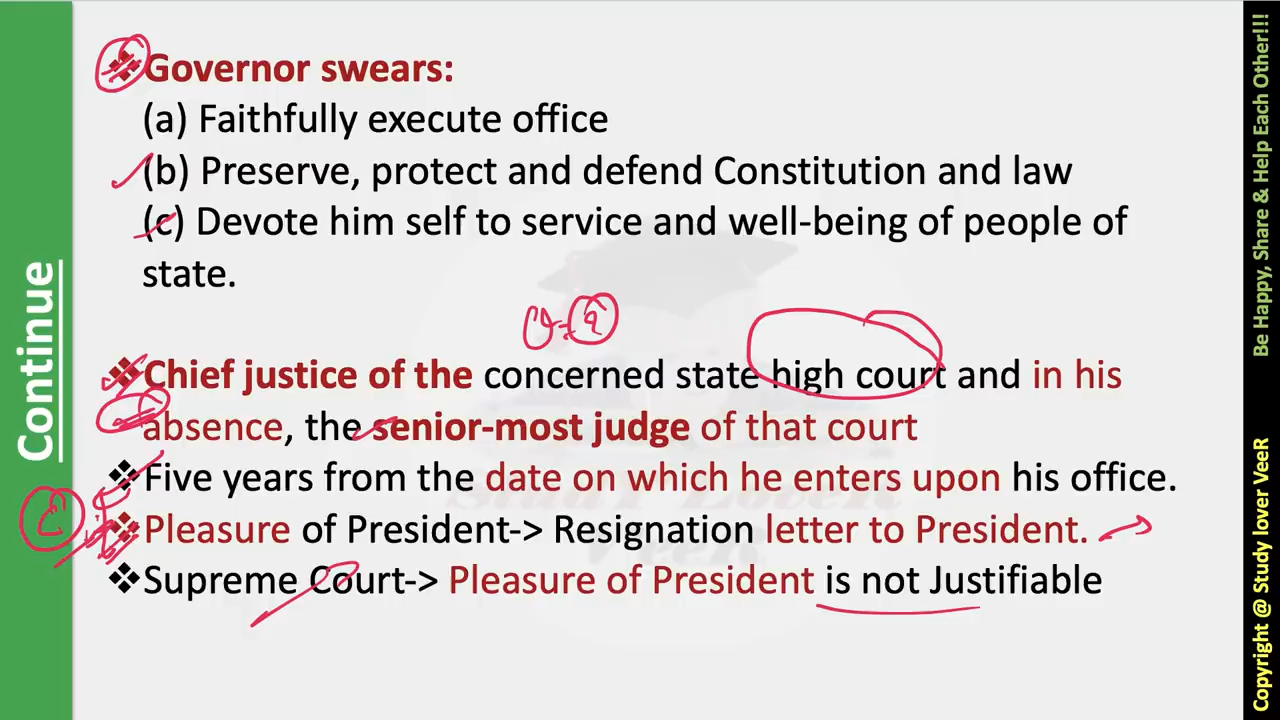 Continue
❖Governor swears:
(a) Faithfully execute office
(b) Preserve, protect and defend Constitution and law
(c) Devote him self to service and well-being of people of
state.
❖Chief justice of the concerned state high court and in his
absence, the senior-most judge of that court
❖Five years from the date on which he enters upon his office.
❖Pleasure of President-> Resignation letter to President.
❖Supreme Court-> Pleasure of President is not Justifiable
StudY LoveR
VeeR
Be Happy, Share & Help Each Other!!!
Copyright @ Study lover VeeR